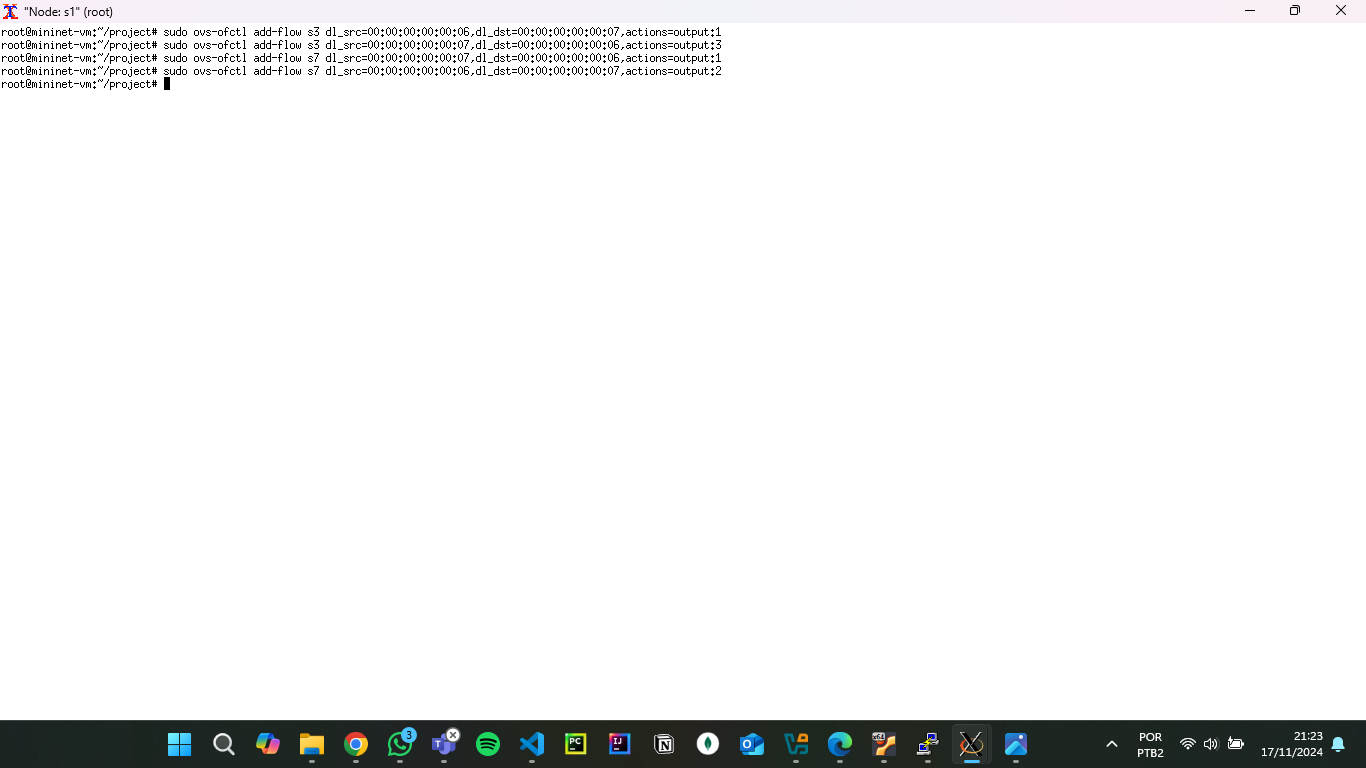 "Node: s1" (root)
root@mininet-vm:~/project# sudo ovs-ofctl add-flow s3 dl_src=00:00:00:00:00:06,dl_dst=00:00:00:00:00:07,actions=output:1
root@mininet-vm:~/project# sudo ovs-ofctl add-flow s3 dl_src=00:00:00:00:00:07,dl_dst=00:00:00:00:00:06,actions=output:3
root@mininet-vm:~/project# sudo ovs-ofctl add-flow s7 dl_src=00:00:00:00:00:07,dl_dst=00:00:00:00:00:06,actions=output:1
root@mininet-vm:~/project# sudo ovs-ofctl add-flow s7 dl_src=00:00:00:00:00:06,dl_dst=00:00:00:00:00:07,actions=output:2
root@mininet-vm:~/project#
3
PC
IJ
x64
POR
PTB2
21:23
17/11/2024